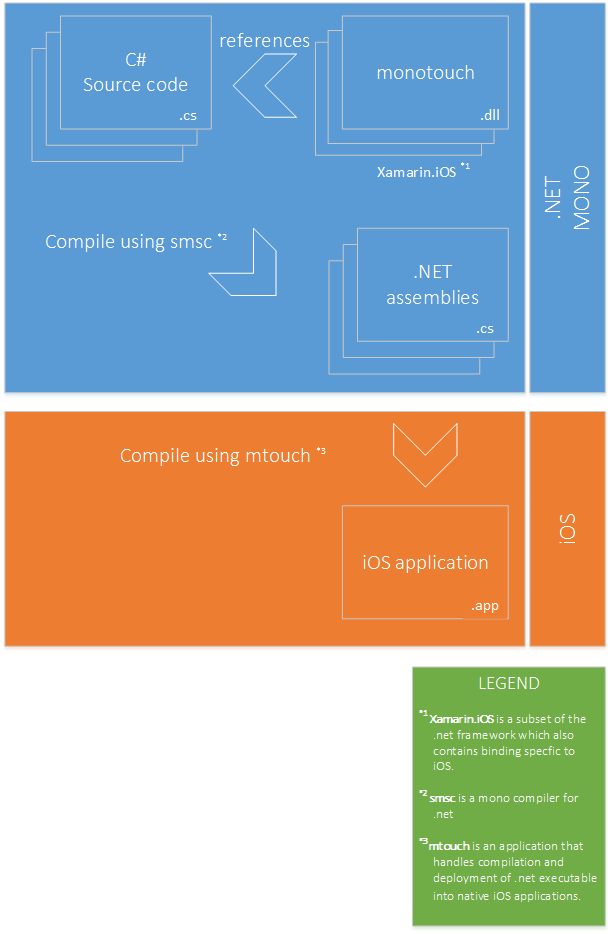 references
C#
Source code
.cs
monotouch
.dll
Xamarin.iOS *1
.NET
MONO
Compile using smsc *2
.NET
assemblies
.cs
Compile using mtouch *3
iOS application
.app
iOS
LEGEND
*1 Xamarin.iOS is a subset of the
.net framework which also
contains binding specfic to
iOS.
*2 smsc is a mono compiler for
.net
*3 mtouch is an application that
handles compilation and
deployment of .net executable
into native iOS applications.